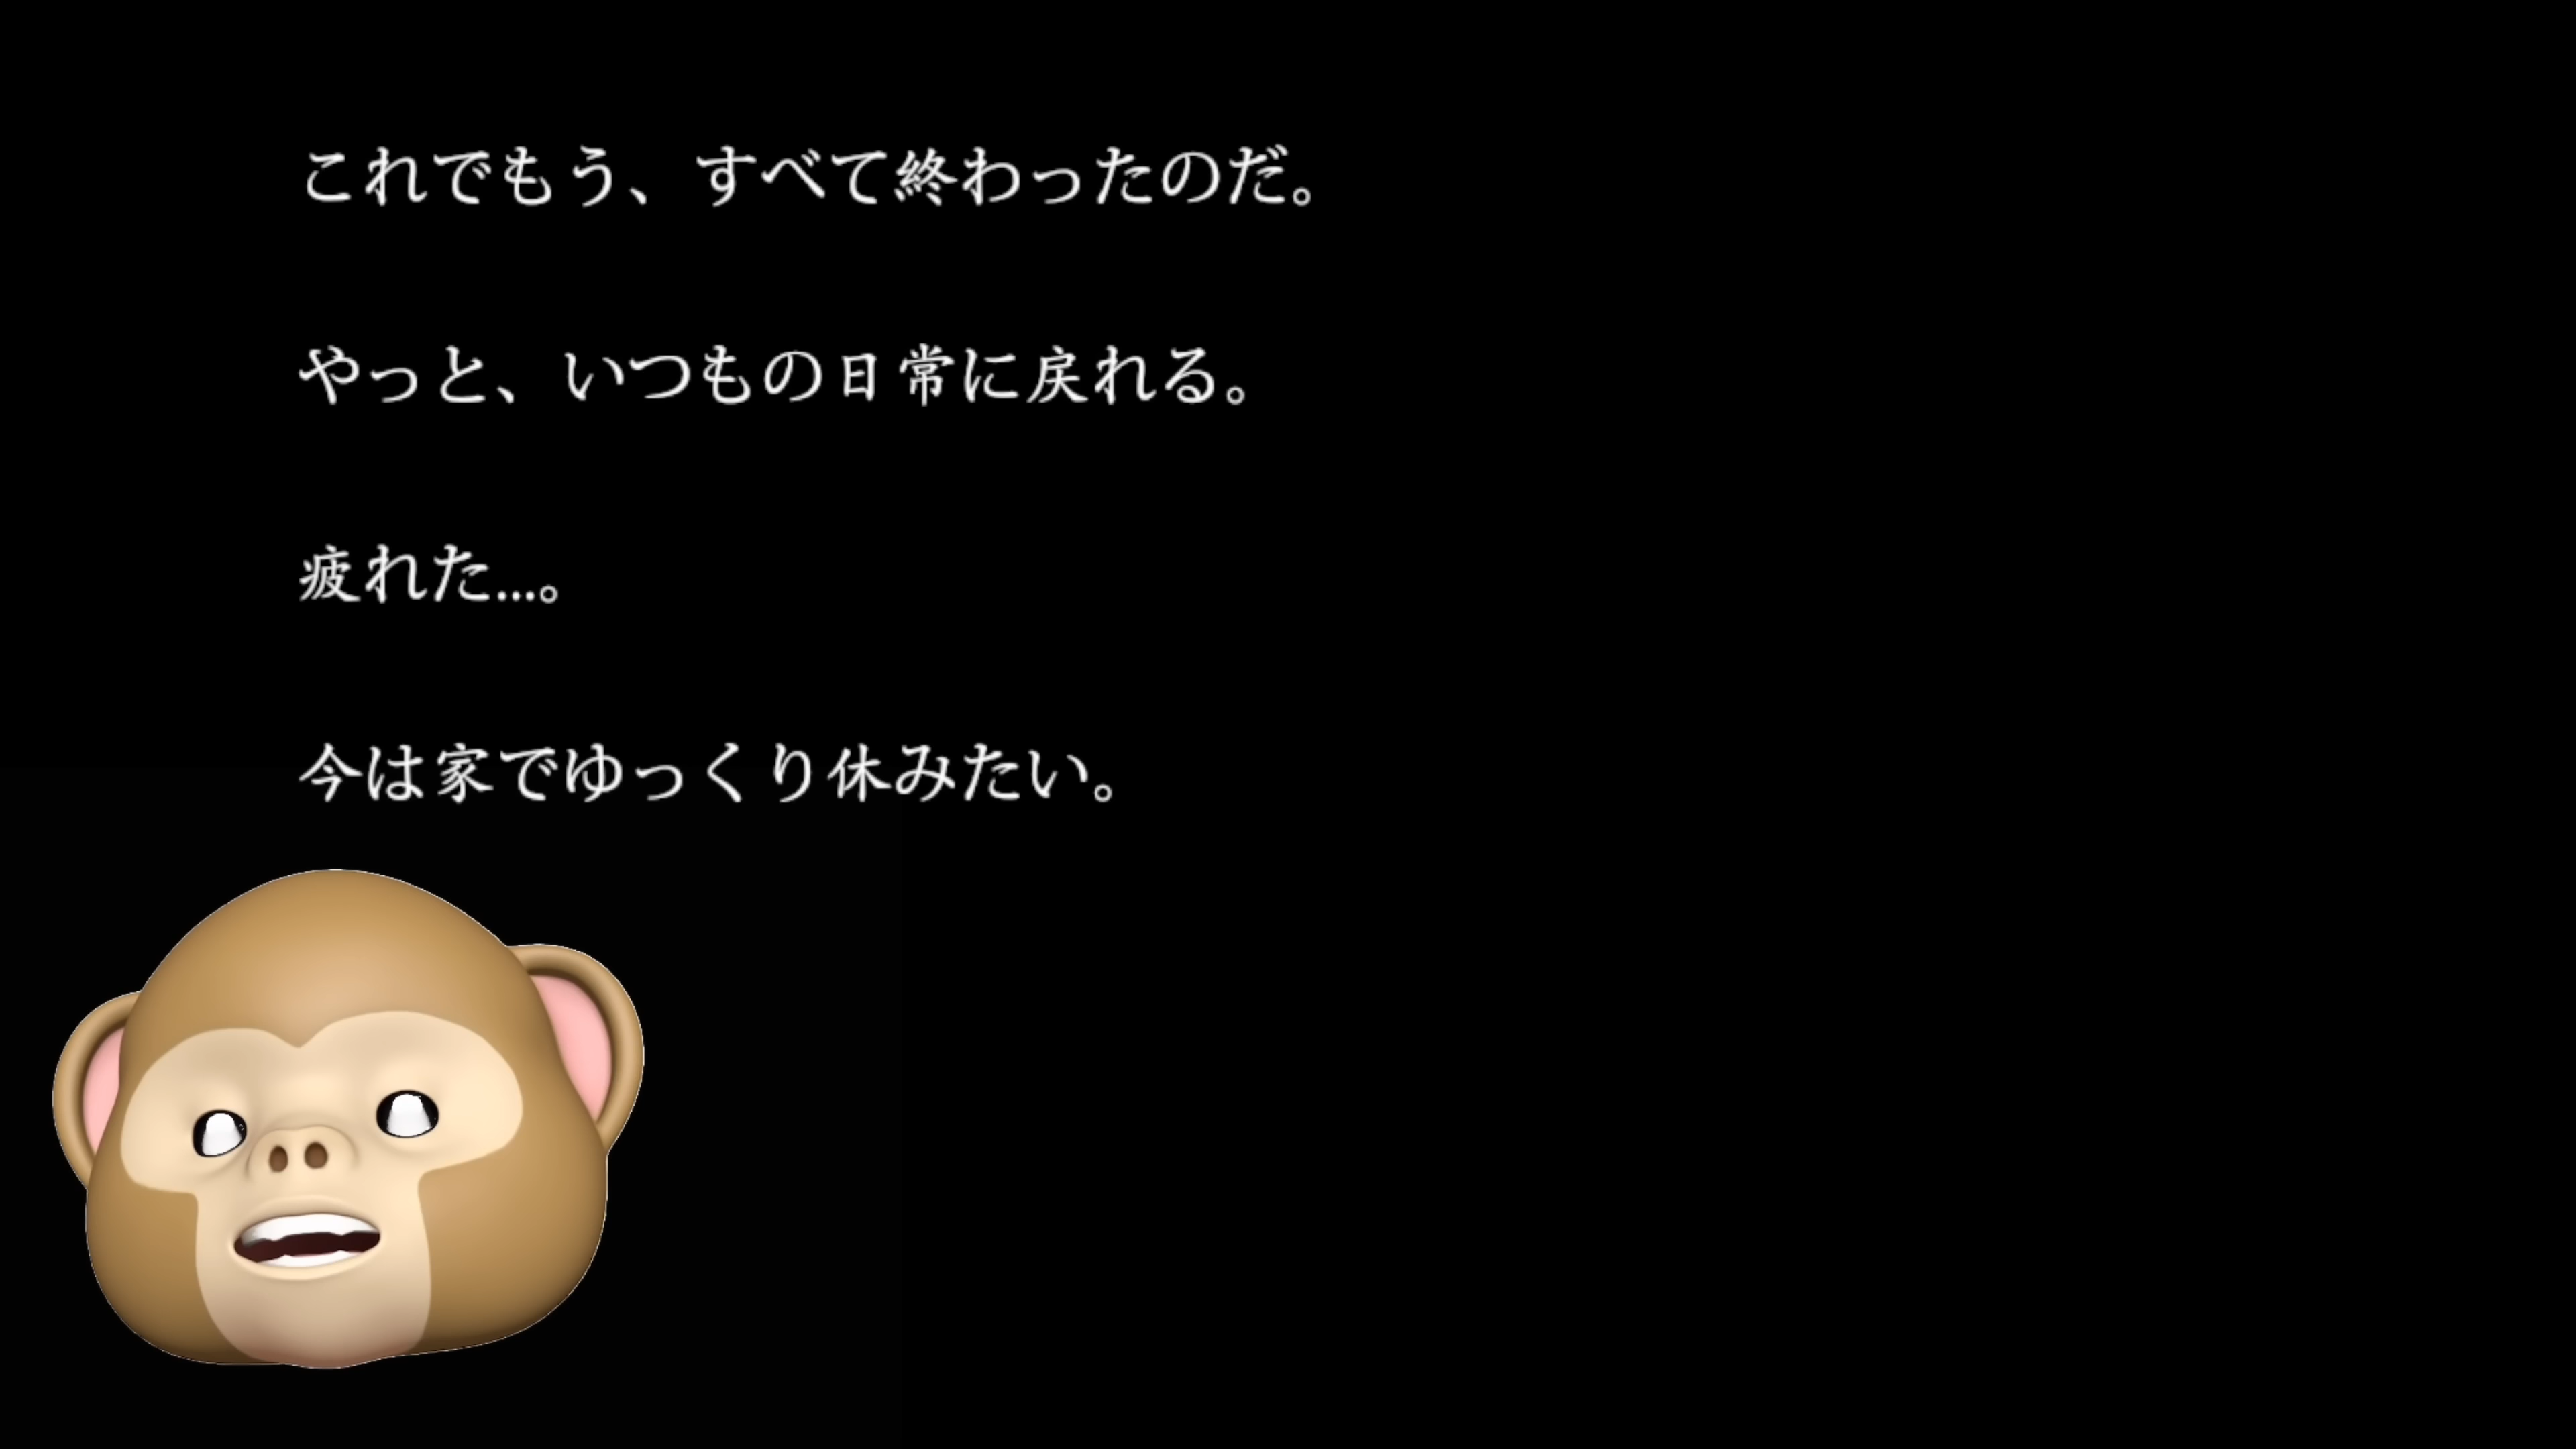 これでもう、すべて終わったのだ。
やっと、いつもの日常に戻れる。
疲れた...。
今は家でゆっくり休みたい。